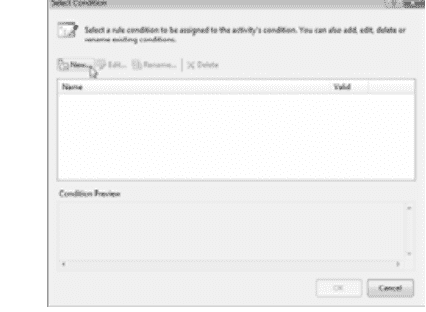 Select Condition
Select a rule condition to be assigned to the activity's condition. You can also add, edit, delete or
rename existing conditions.
New... Edit... Rename... Delete
Name Valid
Condition Preview
OK Cancel